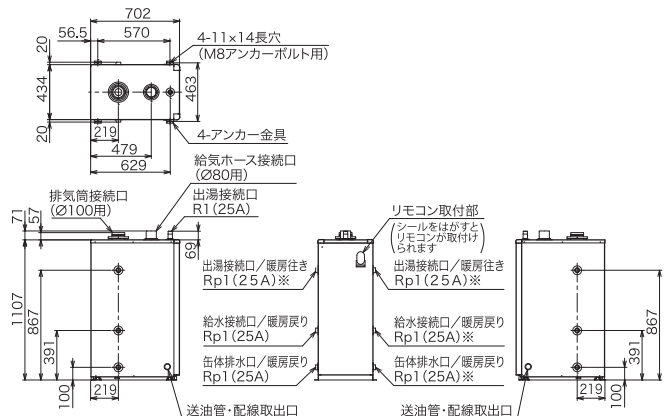 702
56.5
570
4-11×14長穴
(M8アンカーボルト用)
20
434
463
20
219
4-アンカー金具
479
629
給気ホース接続口
(Ø80用)
排気筒接続口
(Ø100用)
出湯接続口
R1(25A)
リモコン取付部
(シールをはがすと
リモコンが取付け
られます)
71
57
69
出湯接続口/暖房往き
Rp1(25A)※
出湯接続口/暖房往き
Rp1(25A)※
1107
867
391
100
給水接続口/暖房戻り
Rp1(25A)
給水接続口/暖房戻り
Rp1(25A)※
867
391
100
缶体排水口/暖房戻り
Rp1(25A)
缶体排水口/暖房戻り
Rp1(25A)※
219
219
送油管・配線取出口
送油管・配線取出口